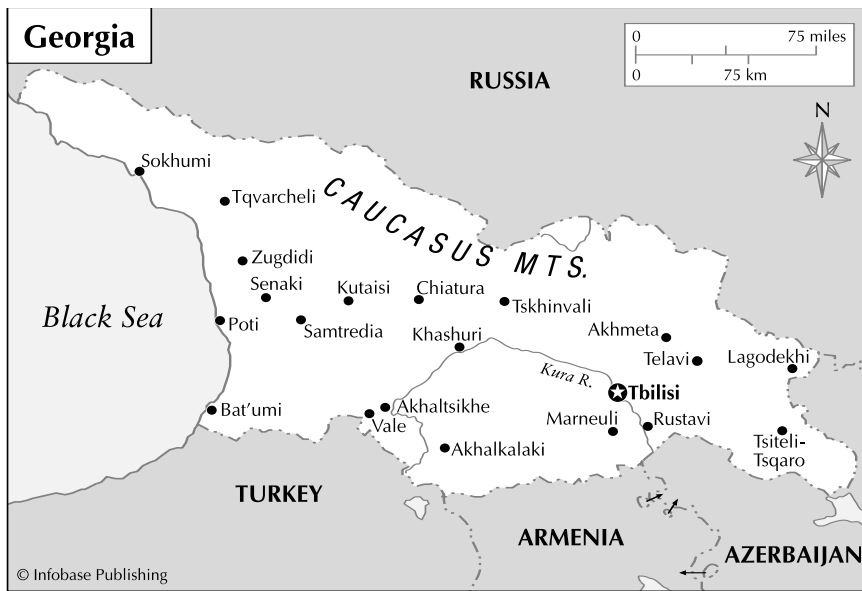 Georgia
0 75 miles
0 75 km
RUSSIA
N
Sokhumi
Tqvarcheli
CAUCASUS MTS.
Zugdidi
Senaki
Kutaisi
Chiatura
Tskhinvali
Black Sea
Poti
Samtredia
Khashuri
Akhmeta
Telavi
Lagodekhi
Kura R.
Tbilisi
Bat'umi
Vale
Akhaltsikhe
Marneuli
Rustavi
Akhalkalaki
Tsiteli-
Tsqaro
TURKEY
ARMENIA
AZERBAIJAN
© Infobase Publishing